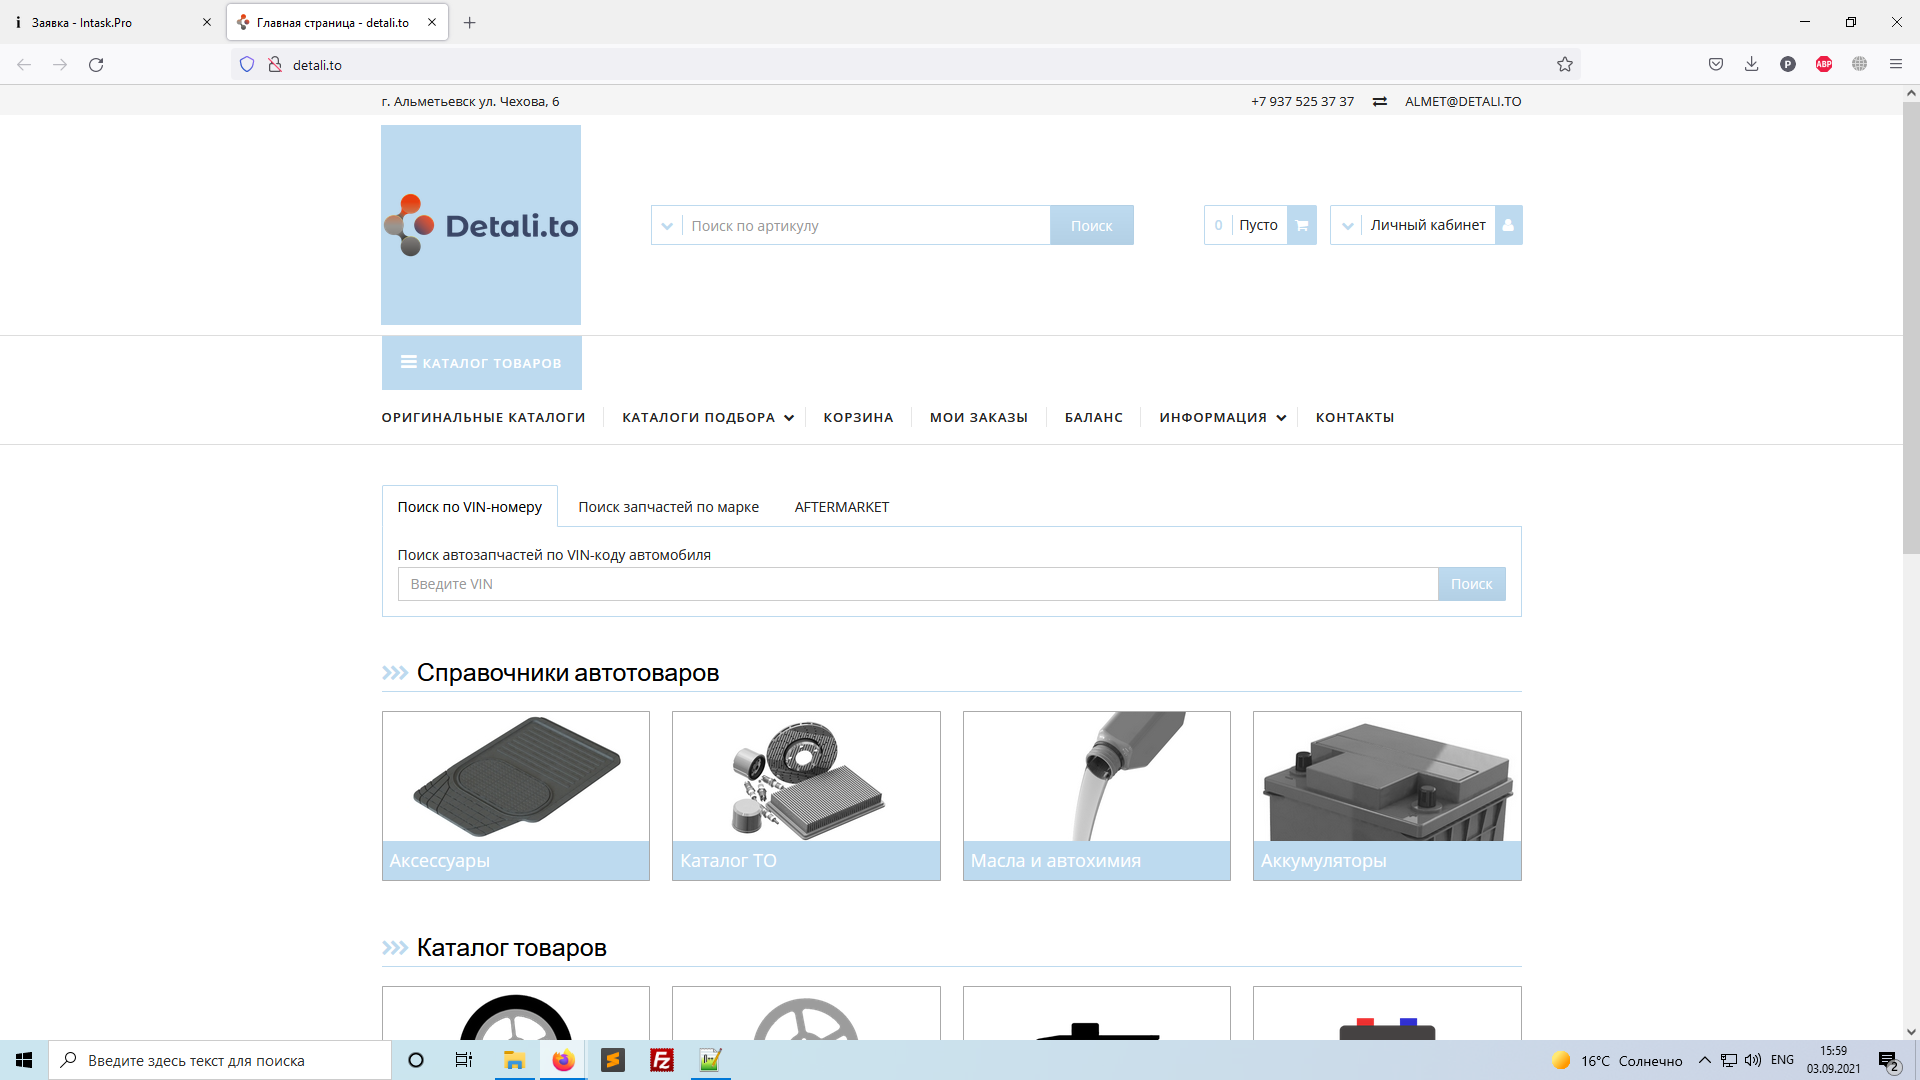 Заявка - Intask.Pro
Главная страница - detali.to
detali.to
P
ABP
г. Альметьевск ул. Чехова, 6
+7 937 525 37 37
ALMET@DETALI.TO
Detali.to
Поиск по артикулу
Поиск
0
Пусто
Личный кабинет
КАТАЛОГ ТОВАРОВ
ОРИГИНАЛЬНЫЕ КАТАЛОГИ
КАТАЛОГИ ПОДБОРА
КОРЗИНА
МОИ ЗАКАЗЫ
БАЛАНС
ИНФОРМАЦИЯ
КОНТАКТЫ
Поиск по VIN-номеру
Поиск запчастей по марке
AFTERMARKET
Поиск автозапчастей по VIN-коду автомобиля
Введите VIN
Поиск
Справочники автотоваров
Аксессуары
Каталог ТО
Масла и автохимия
Аккумуляторы
Каталог товаров
Введите здесь текст для поиска
Fz
16°C Солнечно
ENG
15:59
03.09.2021
2